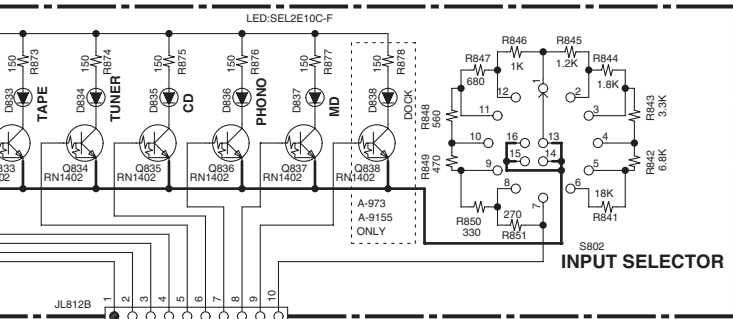 LED:SEL2E10C-F
150 R873
150 R874
150 R875
150 R876
150 R877
150 R878
D833 TAPE
D834 TUNER
D835 CD
D836 PHONO
D837 MD
D838 DOCK
Q834
RN1402
Q835
RN1402
Q836
RN1402
Q837
RN1402
Q838
RN1402
A-973
A-9155
ONLY
R846
1K
R845
1.2K
R847
680
R844
1.8K
R848
560
R843
3.3K
R849
470
R842
6.8K
R850
330
270
R851
18K
R841
1
2
3
4
5
6
7
8
9
10
11
12
13
14
15
16
S802
INPUT SELECTOR
JL812B
1 2 3 4 5 6 7 8 9 10